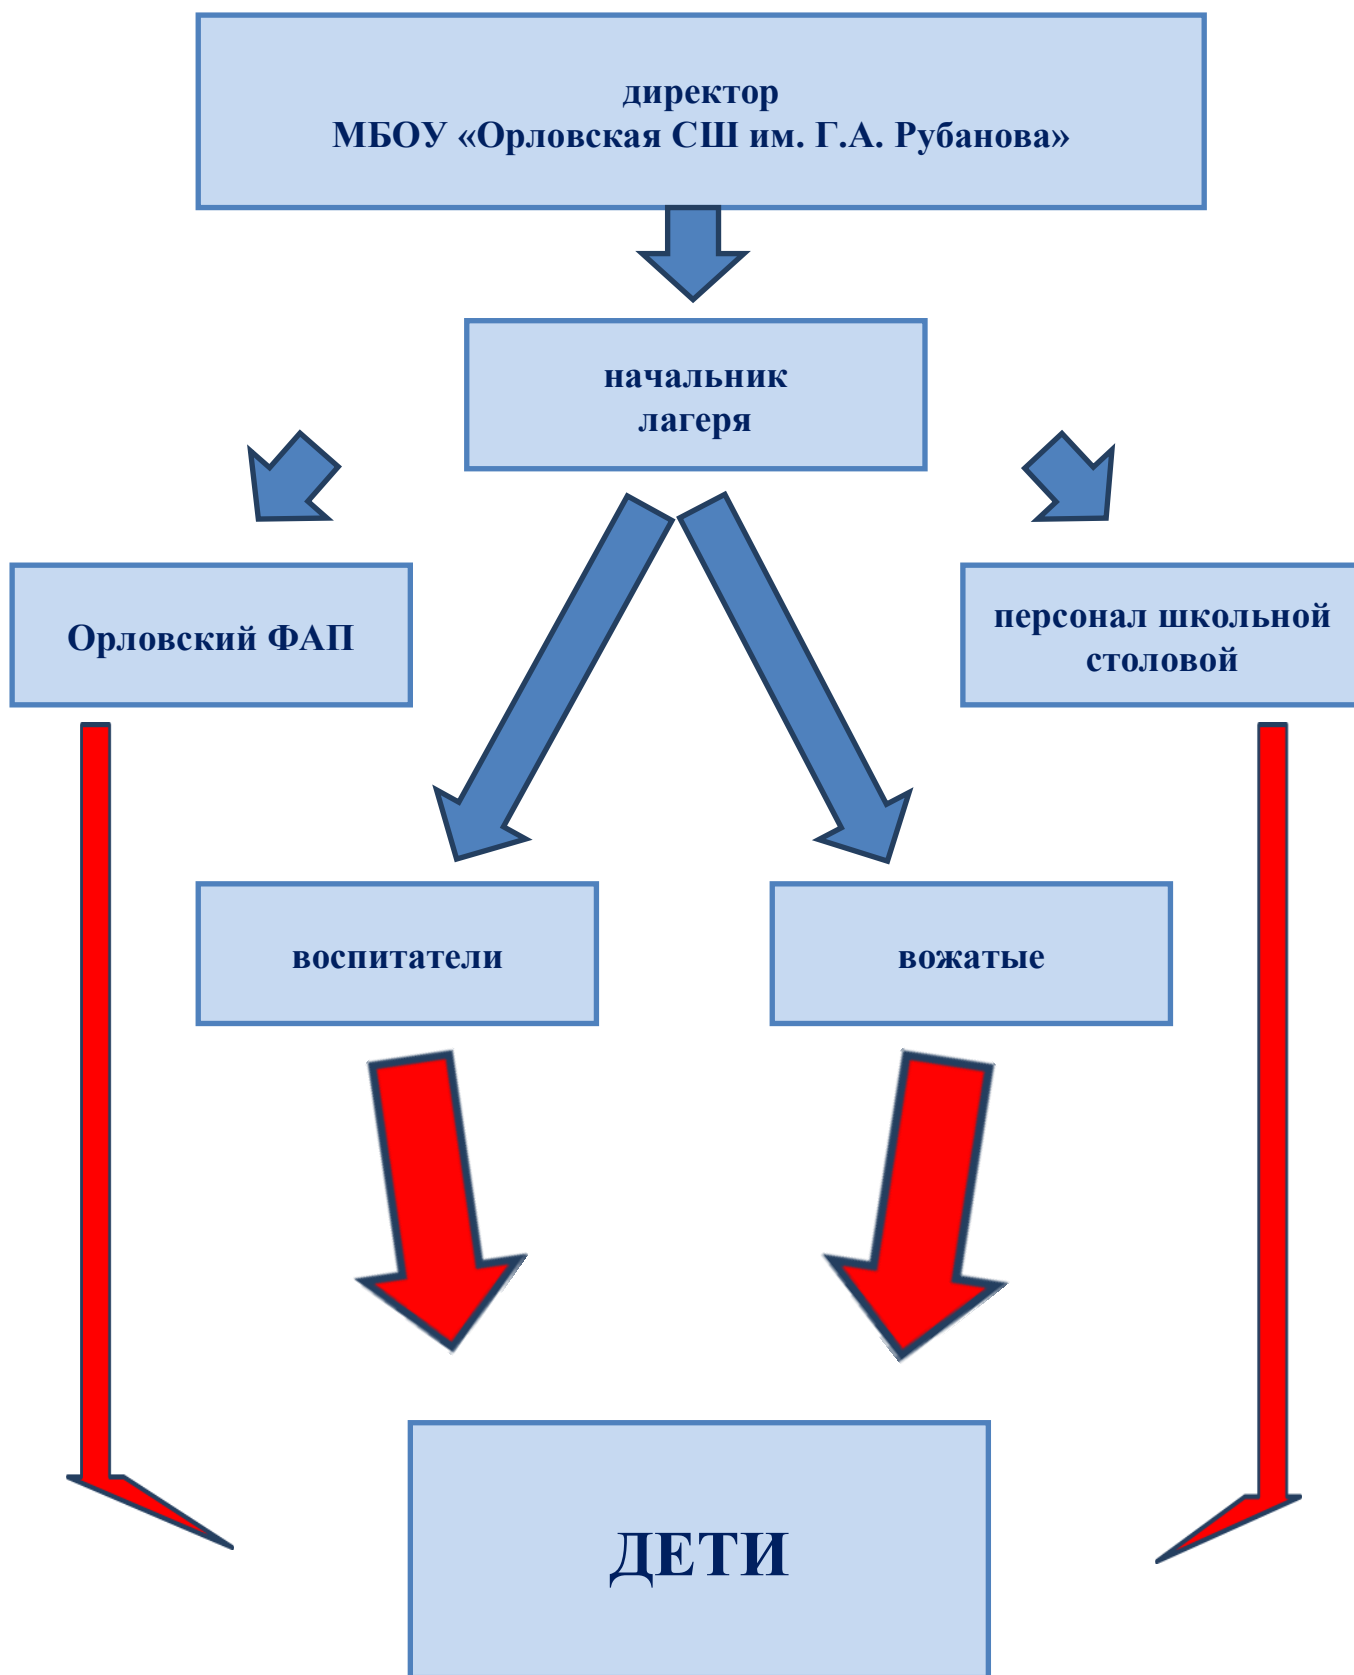 директор
МБОУ «Орловская СШ им. Г.А. Рубанова»
начальник
лагеря
Орловский ФАП
персонал школьной
столовой
воспитатели
вожатые
ДЕТИ